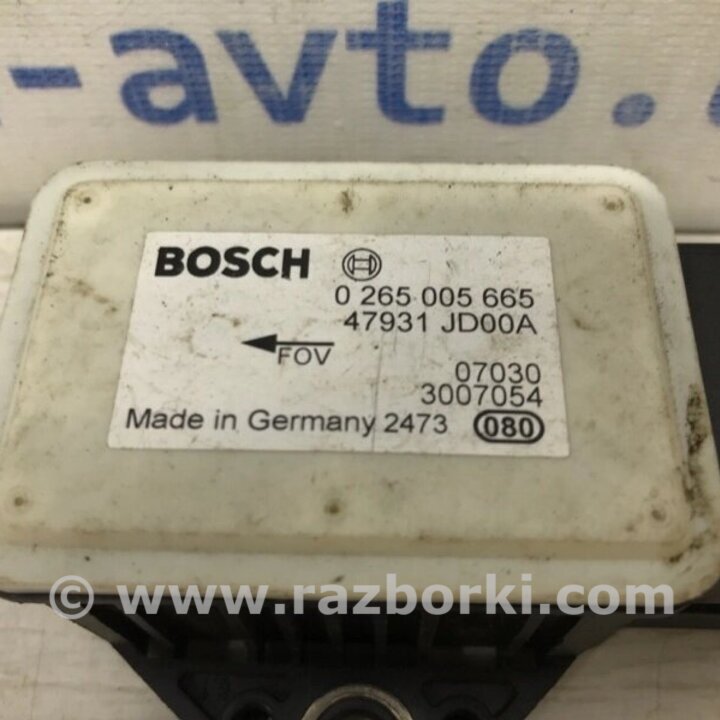 -avto.
BOSCH
0 265 005 665
47931 JD00A
FOV
07030
3007054
Made in Germany 2473 080
© www.razborki.com